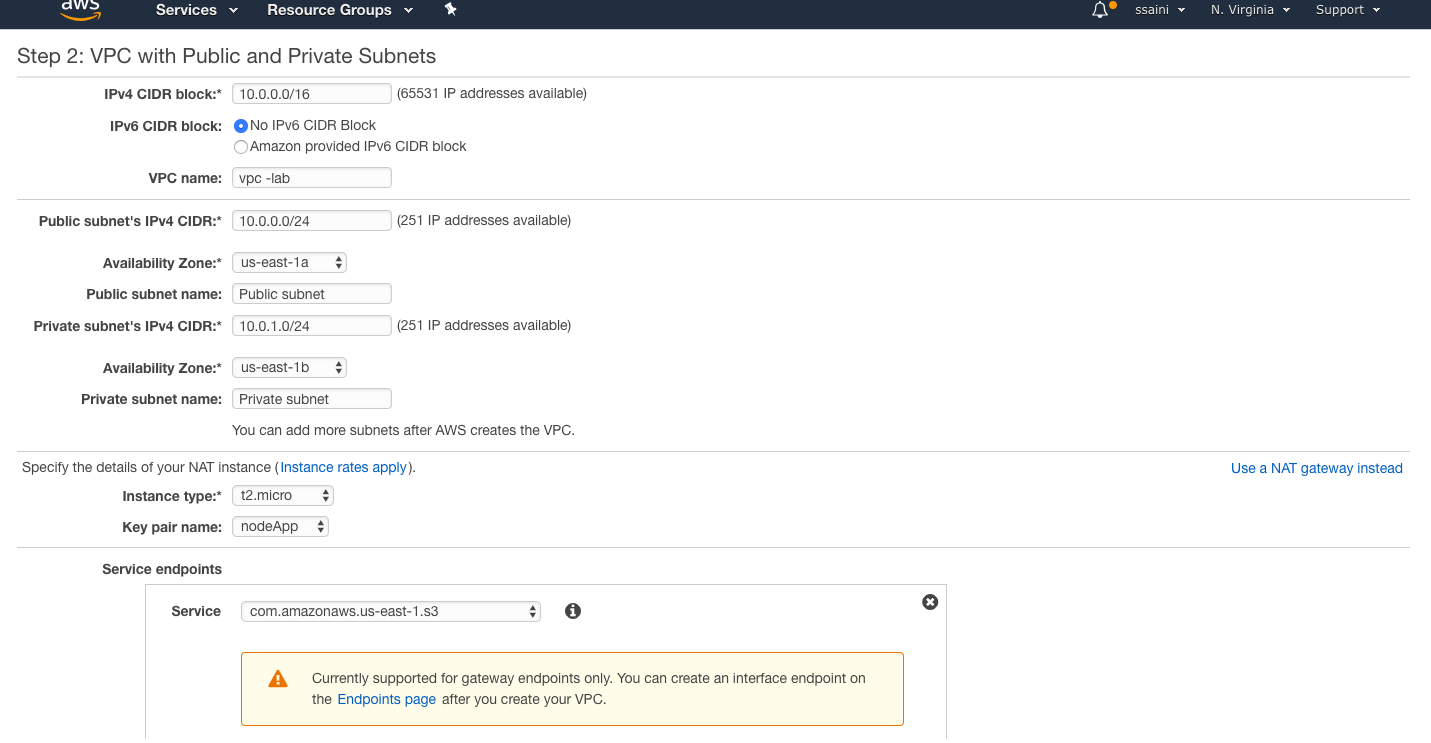 aws Services Resource Groups ssaini N. Virginia Support
Step 2: VPC with Public and Private Subnets
IPv4 CIDR block:* 10.0.0.0/16 (65531 IP addresses available)
IPv6 CIDR block: No IPv6 CIDR Block
Amazon provided IPv6 CIDR block
VPC name: vpc -lab
Public subnet's IPv4 CIDR:* 10.0.0.0/24 (251 IP addresses available)
Availability Zone:* us-east-1a
Public subnet name: Public subnet
Private subnet's IPv4 CIDR:* 10.0.1.0/24 (251 IP addresses available)
Availability Zone:* us-east-1b
Private subnet name: Private subnet
You can add more subnets after AWS creates the VPC.
Specify the details of your NAT instance (Instance rates apply). Use a NAT gateway instead
Instance type:* t2.micro
Key pair name: nodeApp
Service endpoints
Service com.amazonaws.us-east-1.s3
Currently supported for gateway endpoints only. You can create an interface endpoint on
the Endpoints page after you create your VPC.